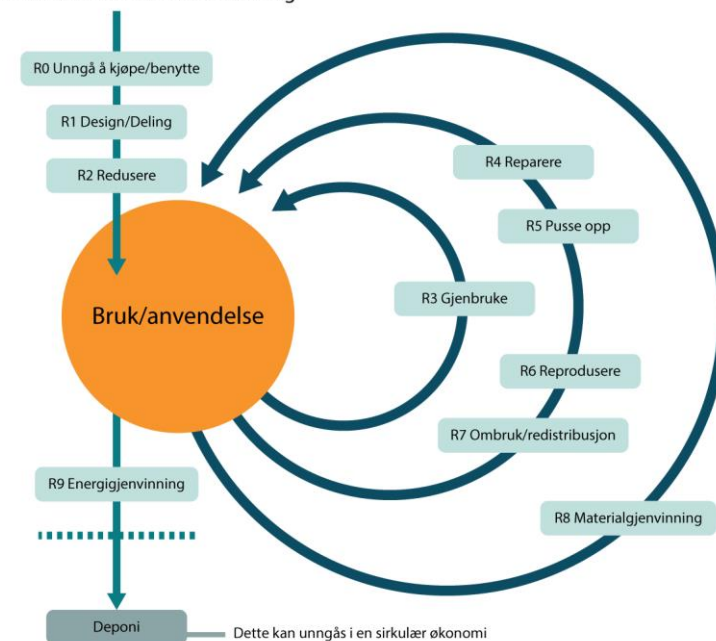 R0 Unngå å kjøpe/benytte
R1 Design/Deling
R2 Redusere
R4 Reparere
R5 Pusse opp
Bruk/anvendelse
R3 Gjenbruke
R6 Reprodusere
R7 Ombruk/redistribusjon
R9 Energigjenvinning
R8 Materialgjenvinning
Deponi
Dette kan unngås i en sirkulær økonomi